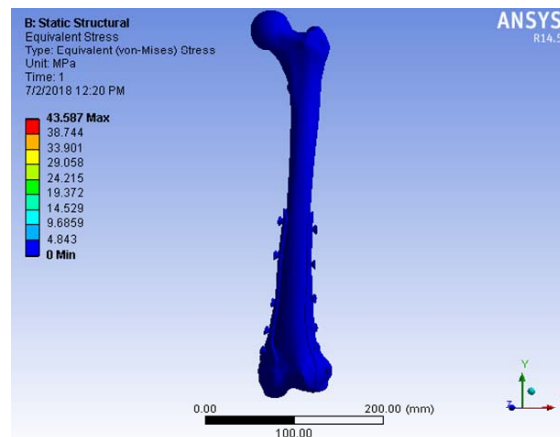 B: Static Structural
Equivalent Stress
Type: Equivalent (von-Mises) Stress
Unit: MPa
Time: 1
7/2/2018 12:20 PM
43.587 Max
38.744
33.901
29.058
24.215
19.372
14.529
9.6859
4.843
0 Min
ANSYS
R14.5
0.00
200.00 (mm)
100.00
Y
Z